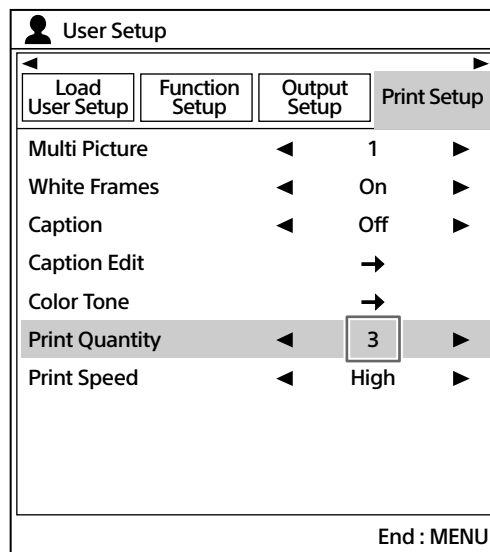 User Setup
Load User Setup
Function Setup
Output Setup
Print Setup
Multi Picture 1
White Frames On
Caption Off
Caption Edit
Color Tone
Print Quantity 3
Print Speed High
End : MENU